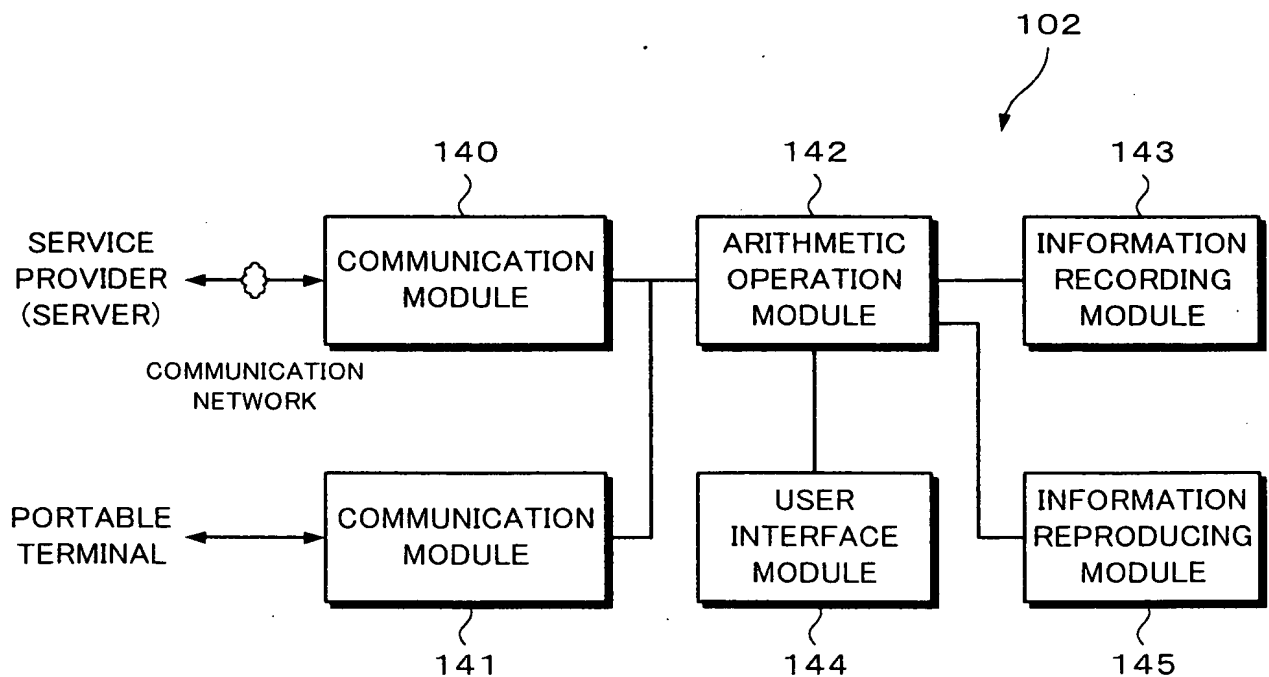 102
140
142
143
SERVICE
PROVIDER
(SERVER)
COMMUNICATION
MODULE
ARITHMETIC
OPERATION
MODULE
INFORMATION
RECORDING
MODULE
COMMUNICATION
NETWORK
PORTABLE
TERMINAL
COMMUNICATION
MODULE
USER
INTERFACE
MODULE
INFORMATION
REPRODUCING
MODULE
141
144
145